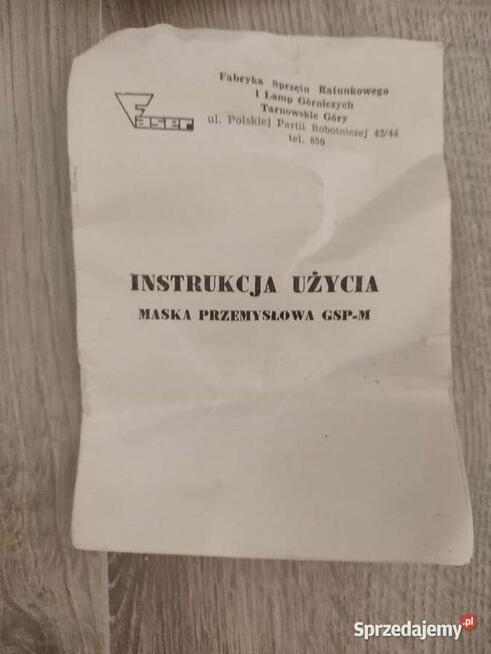 Faser
Fabryka Sprzętu Ratunkowego
i Lamp Górniczych
Tarnowskie Góry
ul. Polskiej Partii Robotniczej 42/44
tel. 850
INSTRUKCJA UŻYCIA
MASKA PRZEMYSŁOWA GSP-M
Sprzedajemy.pl